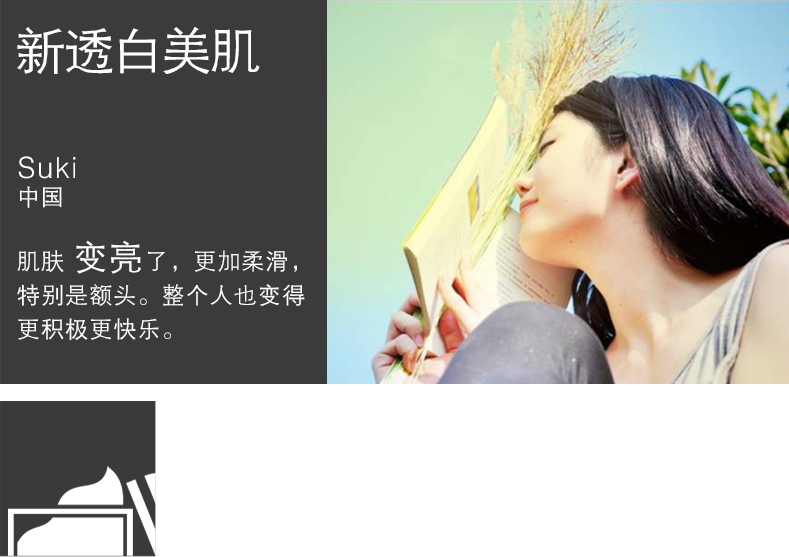 新透白美肌
Suki
中国
肌肤 变亮了，更加柔滑，
特别是额头。整个人也变得
更积极更快乐。